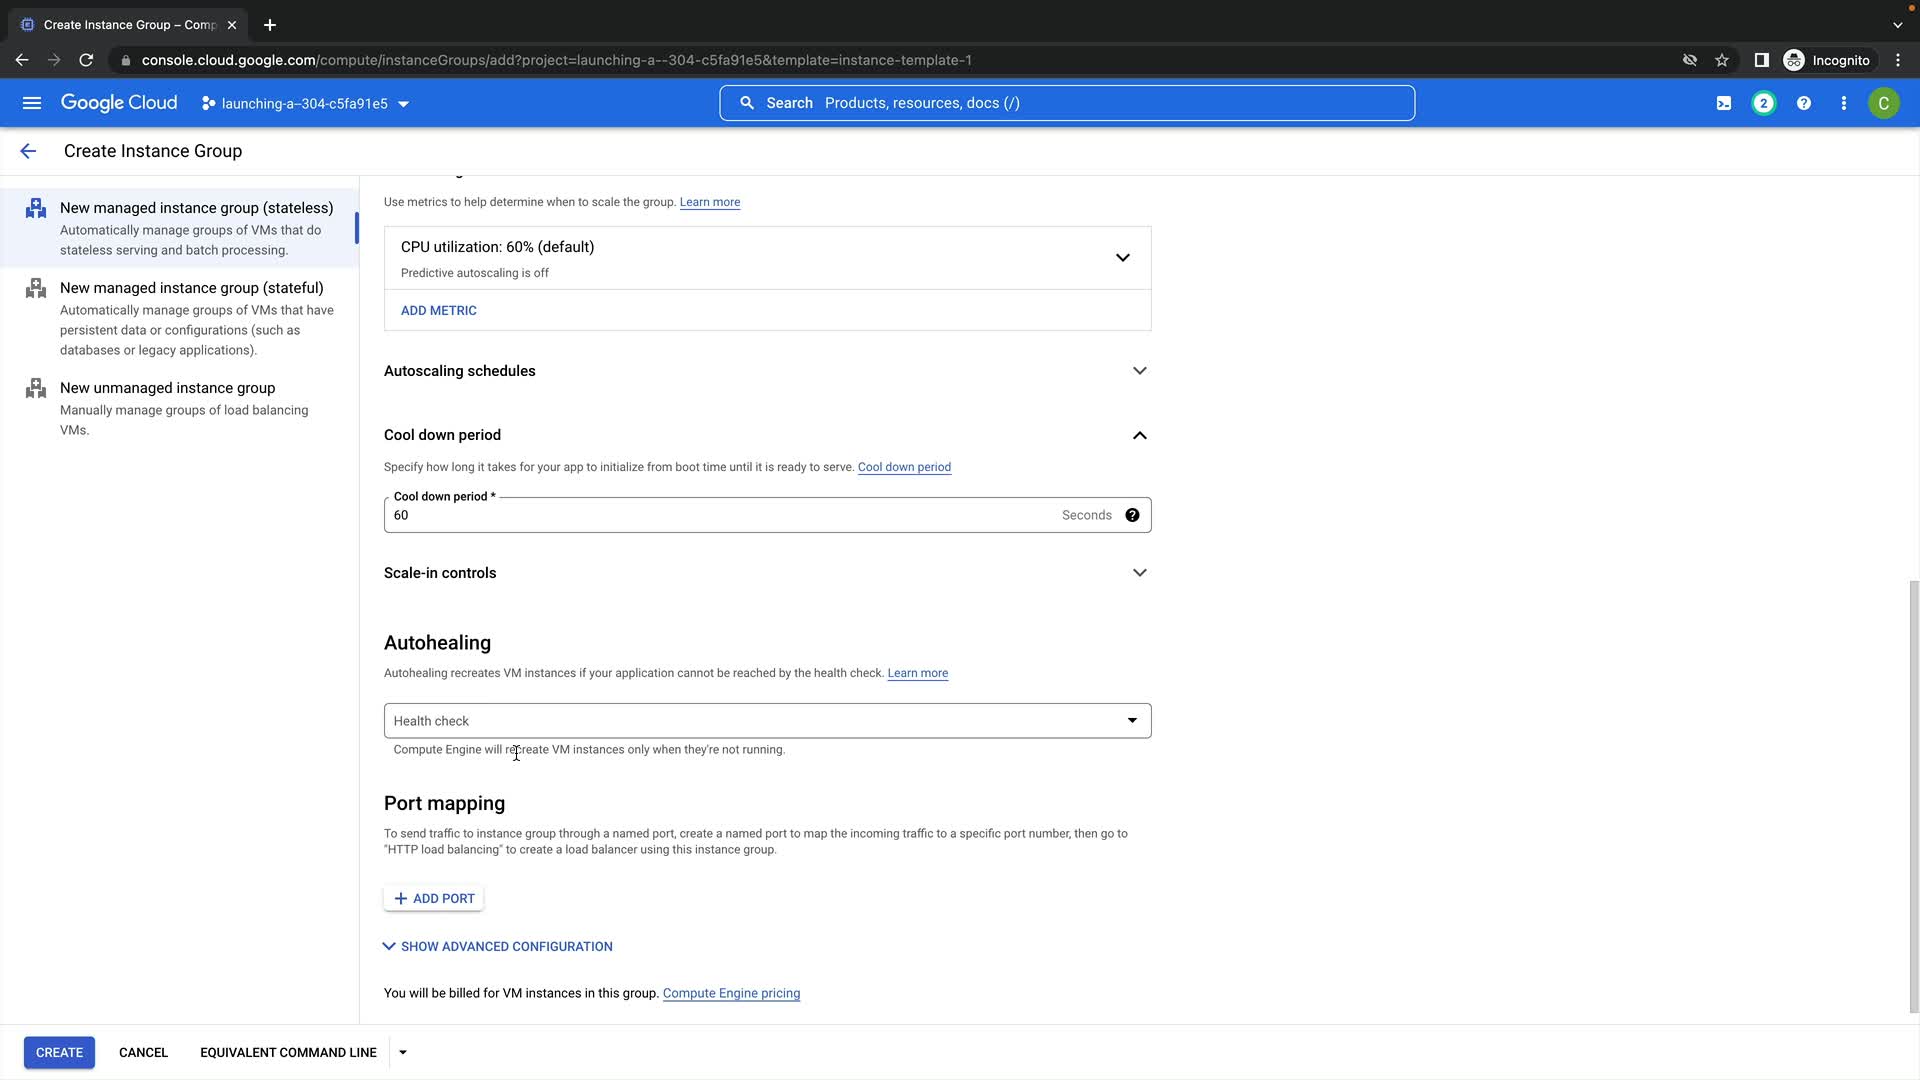 Create Instance Group – Comp
console.cloud.google.com/compute/instanceGroups/add?project=launching-a--304-c5fa91e5&template=instance-template-1
Incognito
Google Cloud
launching-a--304-c5fa91e5
Search Products, resources, docs (/)
2
C
Create Instance Group
New managed instance group (stateless)
Automatically manage groups of VMs that do
stateless serving and batch processing.
New managed instance group (stateful)
Automatically manage groups of VMs that have
persistent data or configurations (such as
databases or legacy applications).
New unmanaged instance group
Manually manage groups of load balancing
VMs.
Use metrics to help determine when to scale the group. Learn more
CPU utilization: 60% (default)
Predictive autoscaling is off
ADD METRIC
Autoscaling schedules
Cool down period
Specify how long it takes for your app to initialize from boot time until it is ready to serve. Cool down period
Cool down period *
60 Seconds
Scale-in controls
Autohealing
Autohealing recreates VM instances if your application cannot be reached by the health check. Learn more
Health check
Compute Engine will recreate VM instances only when they're not running.
Port mapping
To send traffic to instance group through a named port, create a named port to map the incoming traffic to a specific port number, then go to
"HTTP load balancing" to create a load balancer using this instance group.
ADD PORT
SHOW ADVANCED CONFIGURATION
You will be billed for VM instances in this group. Compute Engine pricing
CREATE CANCEL EQUIVALENT COMMAND LINE